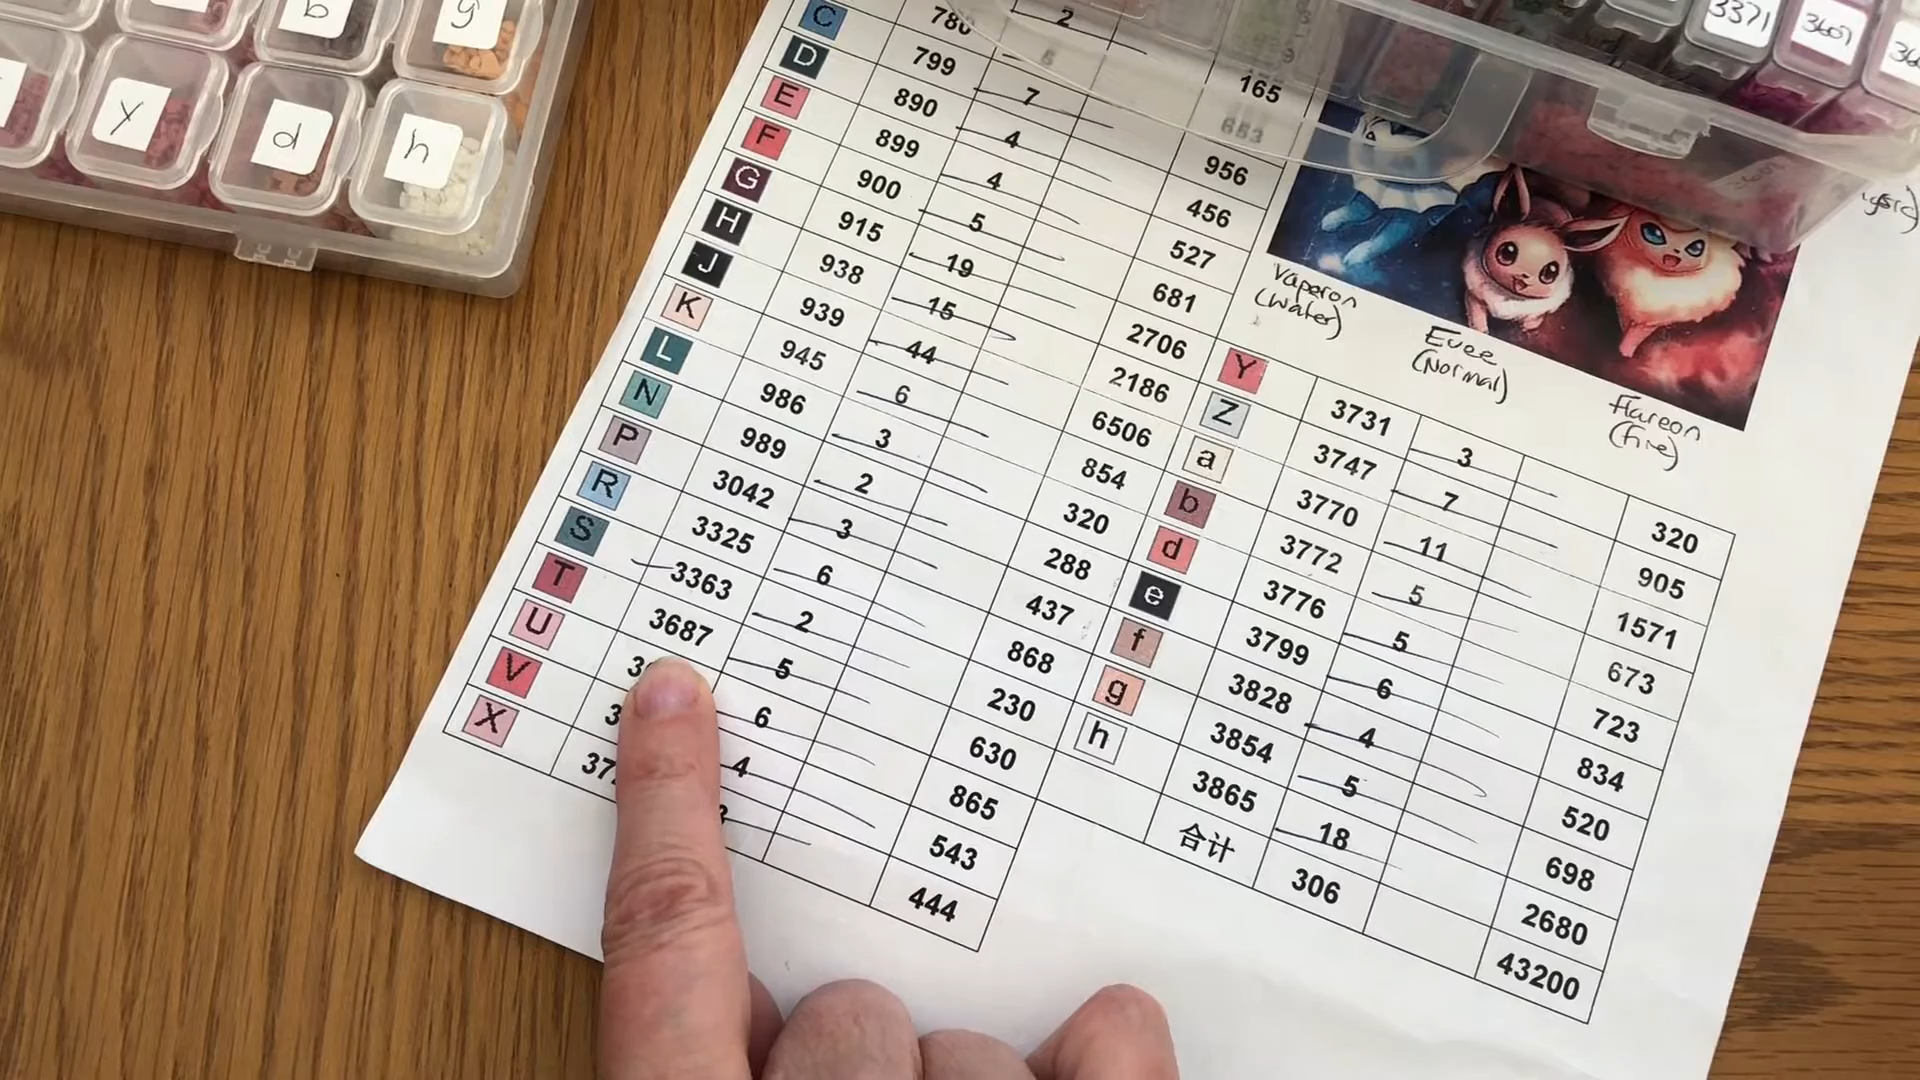 g
b
y
d
h
3371
3607
2
165
780
653
C 799 7 956
D 890 4 456
E 899 4 527
F 900 5 681
G 915 19 2706
H 938 15 2186
J 939 44 6506
K 945 6 854
L 986 3 320
N 989 2 288
P 3042 3 437
R 3325 6 868
S 3363 2 230
T 3687 5 630
U 6 865
V 4 543
X 444
Vaperon
(water)
Evee
(Normal)
Flareon
(Fire)
Y 3731 3 320
Z 3747 7 905
a 3770 11 1571
b 3772 5 673
d 3776 5 723
e 3799 6 834
f 3828 4 520
g 3854 5 698
h 3865 18 2680
合计 306 43200